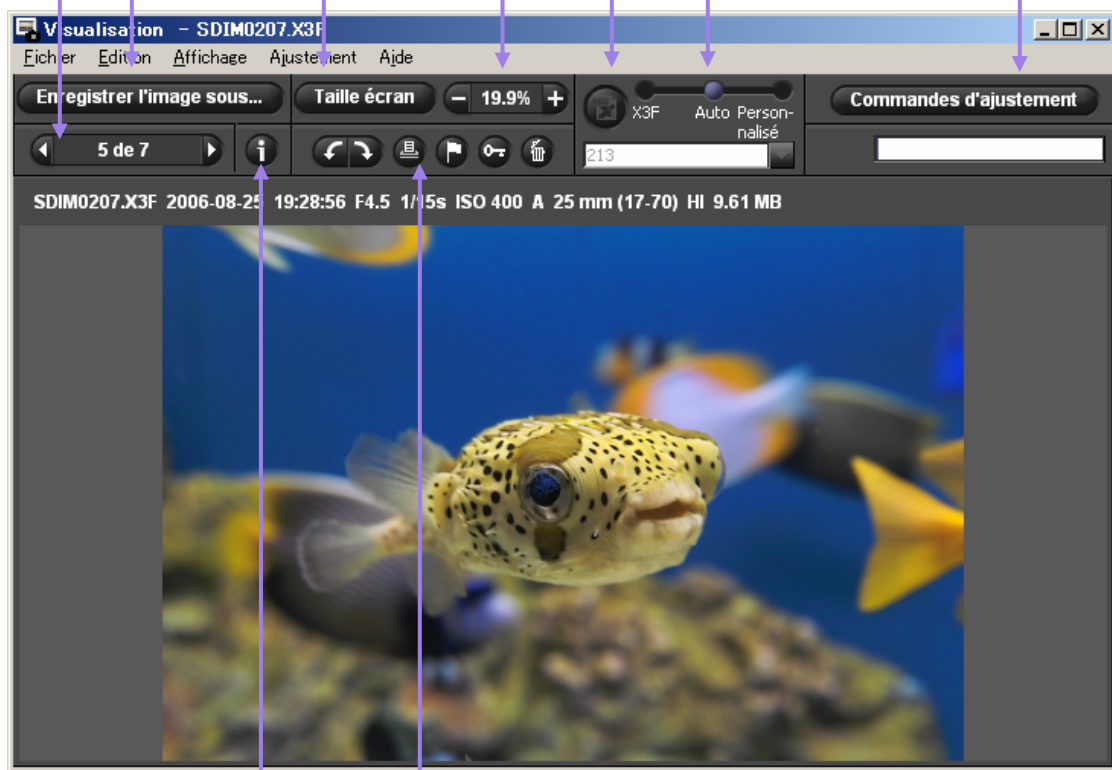 Visualisation - SDIM0207.X3F
Fichier Edition Affichage Ajustement Aide
Enregistrer l'image sous... Taille écran − 19.9% + X3F Auto Person-nalisé Commandes d'ajustement
5 de 7 i 213
SDIM0207.X3F 2006-08-25 19:28:56 F4.5 1/15s ISO 400 A 25 mm (17-70) HI 9.61 MB